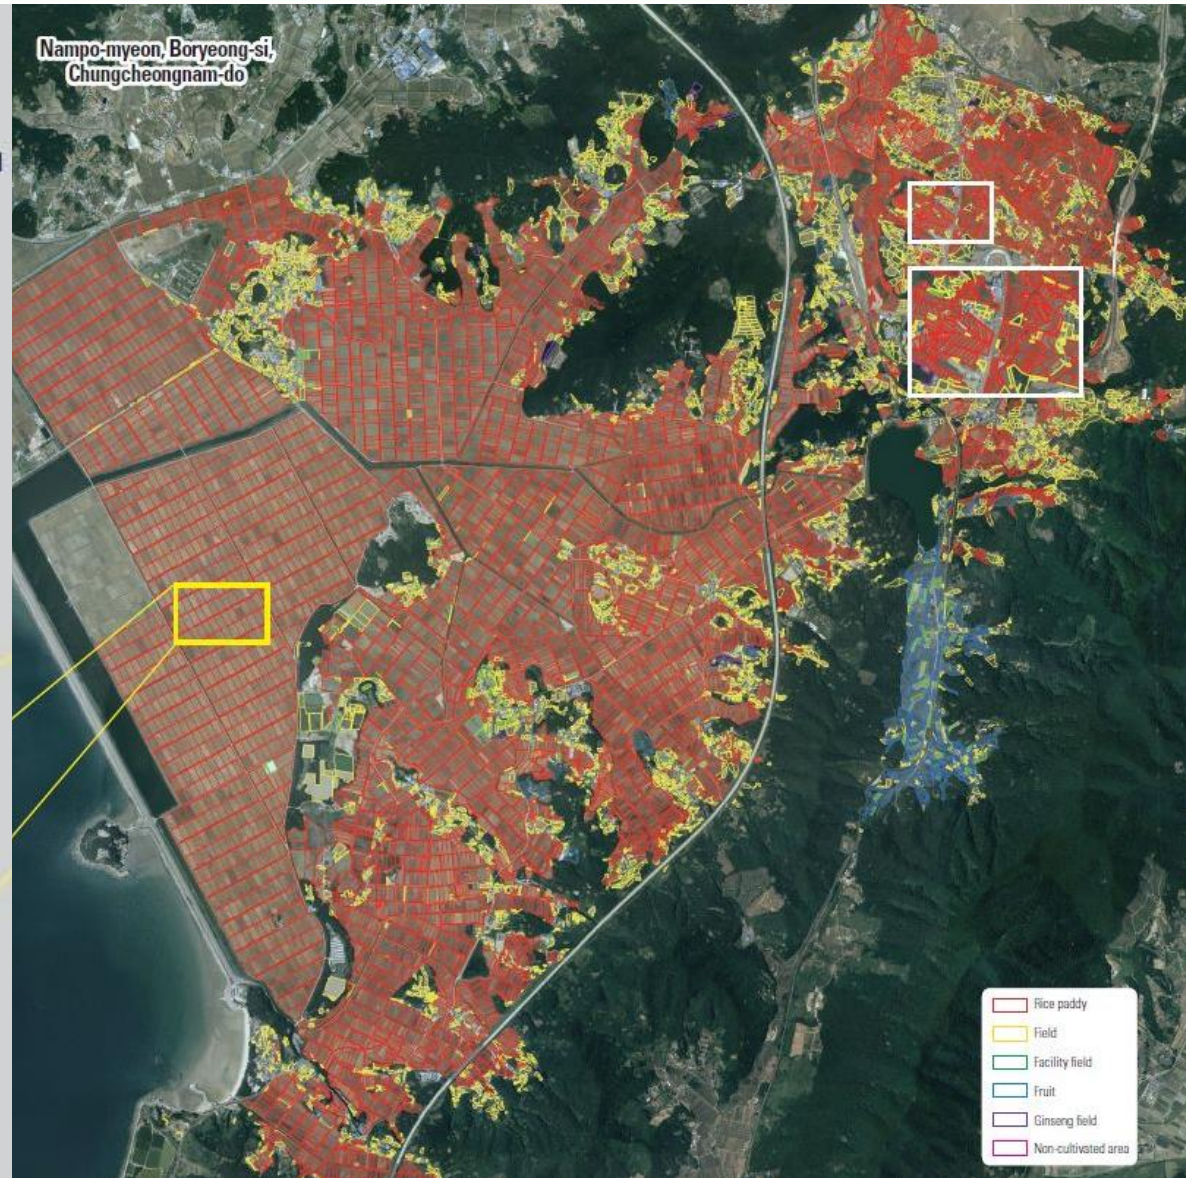 Nampo-myeon, Boryeong-si,
Chungcheongnam-do
Rice paddy
Field
Facility field
Fruit
Ginseng field
Non-cultivated area